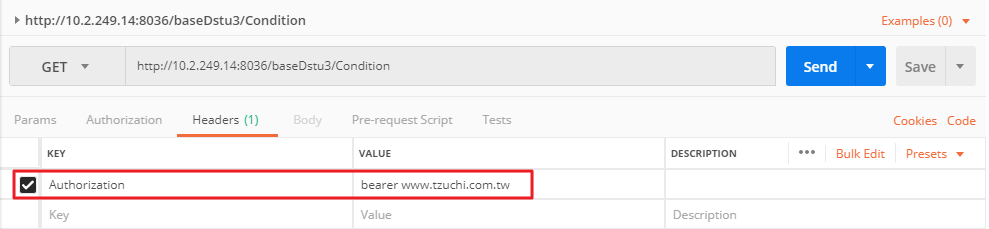 http://10.2.249.14:8036/baseDstu3/Condition Examples (0)
GET http://10.2.249.14:8036/baseDstu3/Condition Send Save
Params Authorization Headers (1) Body Pre-request Script Tests Cookies Code
KEY VALUE DESCRIPTION ••• Bulk Edit Presets
Authorization bearer www.tzuchi.com.tw
Key Value Description